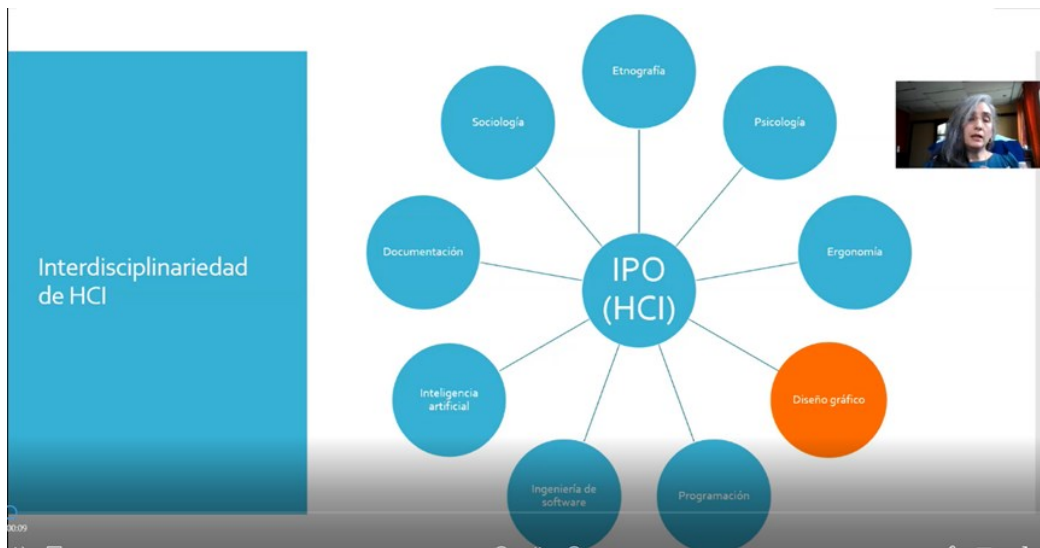 Interdisciplinariedad
de HCI
Etnografía
Sociología
Psicología
Documentación
Ergonomía
IPO
(HCI)
Inteligencia
artificial
Diseño gráfico
Ingeniería de
software
Programación
00:09